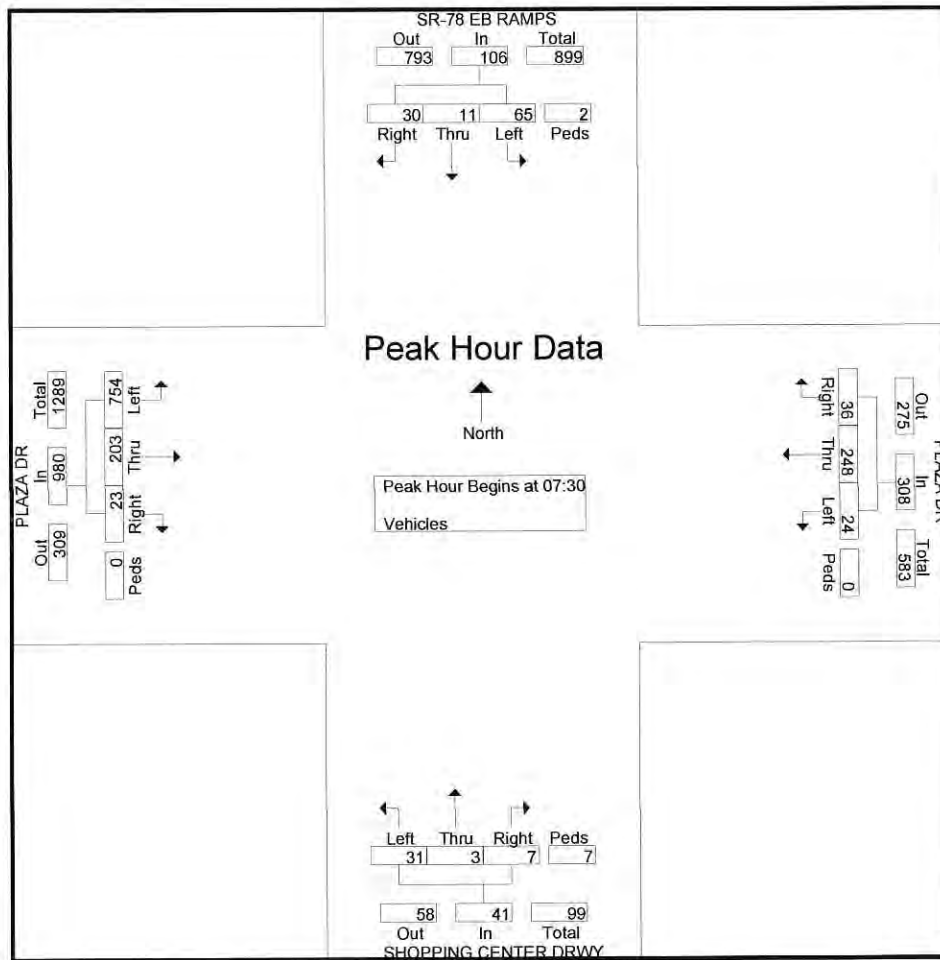 SR-78 EB RAMPS
Out In Total
793 106 899
30 11 65 2
Right Thru Left Peds
Peak Hour Data
North
Peak Hour Begins at 07:30
Vehicles
PLAZA DR
Out In Total
309 980 1289
754 203 23 0
Left Thru Right Peds
PLAZA DR
Out In Total
275 308 583
36 248 24 0
Right Thru Left Peds
Left Thru Right Peds
31 3 7 7
58 41 99
Out In Total
SHOPPING CENTER DRWY